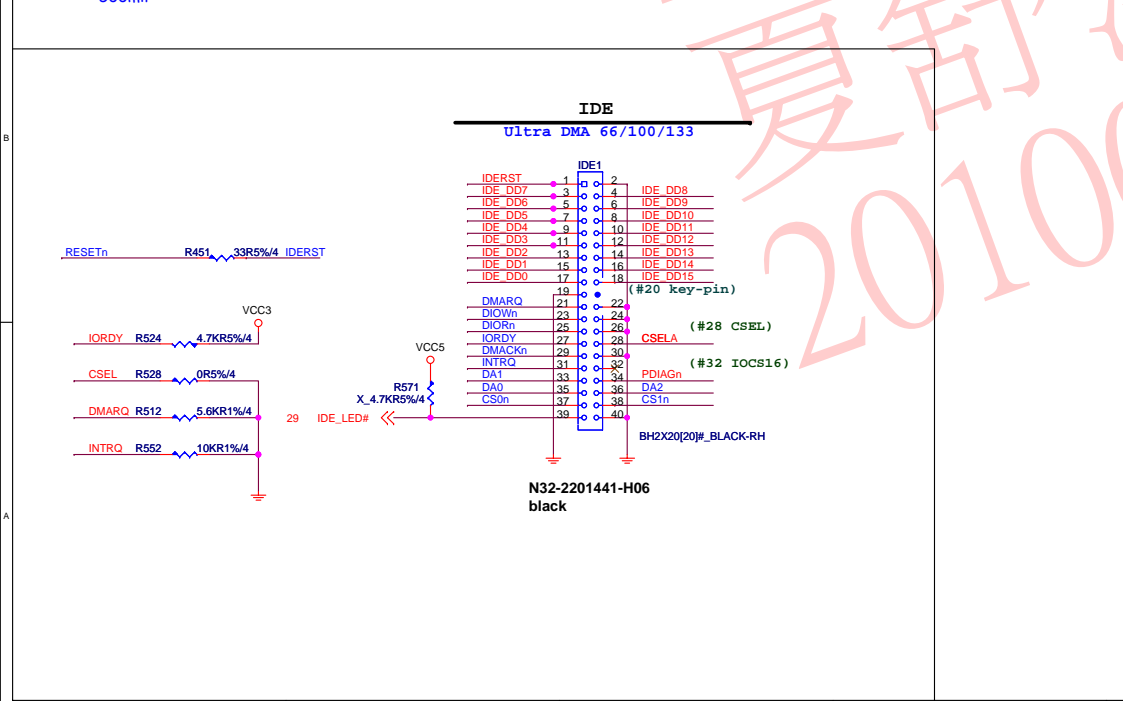 B
A
夏舒
20100
IDE
Ultra DMA 66/100/133
IDE1
IDERST 1 2
IDE_DD7 3 4 IDE_DD8
IDE_DD6 5 6 IDE_DD9
IDE_DD5 7 8 IDE_DD10
IDE_DD4 9 10 IDE_DD11
IDE_DD3 11 12 IDE_DD12
IDE_DD2 13 14 IDE_DD13
IDE_DD1 15 16 IDE_DD14
IDE_DD0 17 18 IDE_DD15
19 (#20 key-pin)
DMARQ 21 22
DIOWn 23 24
DIORn 25 26 (#28 CSEL)
IORDY 27 28 CSELA
DMACKn 29 30
INTRQ 31 32 (#32 IOCS16)
DA1 33 34 PDIAGn
DA0 35 36 DA2
CS0n 37 38 CS1n
39 40
BH2X20[20]#_BLACK-RH
N32-2201441-H06
black
RESETn R451 33R5%/4 IDERST
VCC3
IORDY R524 4.7KR5%/4
CSEL R528 0R5%/4
DMARQ R512 5.6KR1%/4
INTRQ R552 10KR1%/4
VCC5
R571
X_4.7KR5%/4
29 IDE_LED#